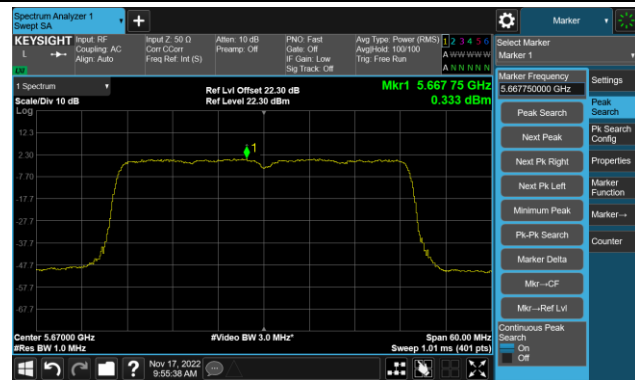 Spectrum Analyzer 1
Swept SA
Marker
KEYSIGHT
L
Input: RF
Coupling: AC
Align: Auto
Input Z: 50 Ω
Corr CCorr
Freq Ref: Int (S)
Atten: 10 dB
Preamp: Off
PNO: Fast
Gate: Off
IF Gain: Low
Sig Track: Off
Avg Type: Power (RMS)
Avg|Hold: 100/100
Trig: Free Run
1 2 3 4 5 6
A W W W W W
A N N N N N
Select Marker
Marker 1
1 Spectrum
Scale/Div 10 dB
Log
Ref Lvl Offset 22.30 dB
Ref Level 22.30 dBm
Mkr1 5.667 75 GHz
0.333 dBm
12.3
2.30
-7.70
-17.7
-27.7
-37.7
-47.7
-57.7
-67.7
1
Center 5.67000 GHz
#Res BW 1.0 MHz
#Video BW 3.0 MHz*
Span 60.00 MHz
Sweep 1.01 ms (401 pts)
Marker Frequency
5.667750000 GHz
Peak Search
Next Peak
Next Pk Right
Next Pk Left
Minimum Peak
Pk-Pk Search
Marker Delta
Mkr→CF
Mkr→Ref Lvl
Continuous Peak
Search
On
Off
Settings
Peak
Search
Pk Search
Config
Properties
Marker
Function
Marker→
Counter
Nov 17, 2022
9:55:38 AM